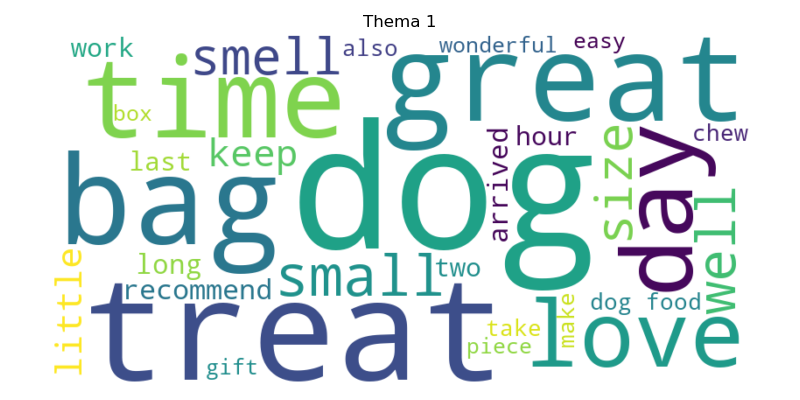 Thema 1
work
smell
also
wonderful
easy
time
great
box
chew
last
keep
bag
dog
arrived
hour
size
day
well
long
small
two
little
recommend
treat
love
dog food
take
make
piece
gift